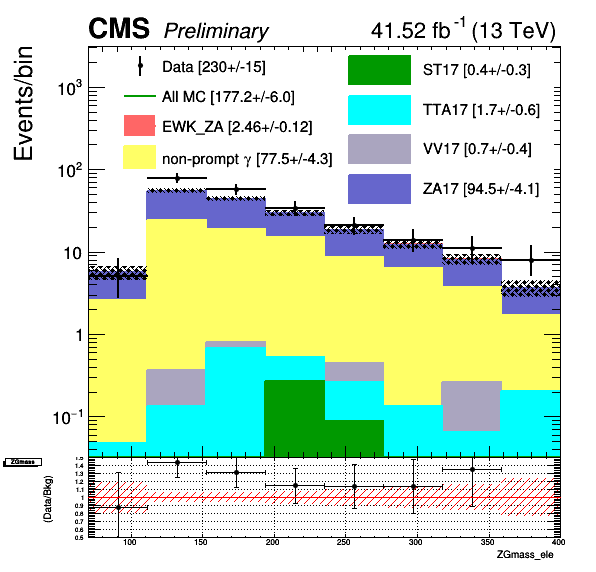 CMS Preliminary 41.52 fb⁻¹ (13 TeV)
Events/bin
Data [230+/-15]
All MC [177.2+/-6.0]
EWK_ZA [2.46+/-0.12]
non-prompt γ [77.5+/-4.3]
ST17 [0.4+/-0.3]
TTA17 [1.7+/-0.6]
VV17 [0.7+/-0.4]
ZA17 [94.5+/-4.1]
10³
10²
10
1
10⁻¹
ZGmass
(Data/Bkg)
1.5
1.4
1.3
1.2
1.1
1
0.9
0.8
0.7
0.6
0.5
100 150 200 250 300 350 400
ZGmass_ele